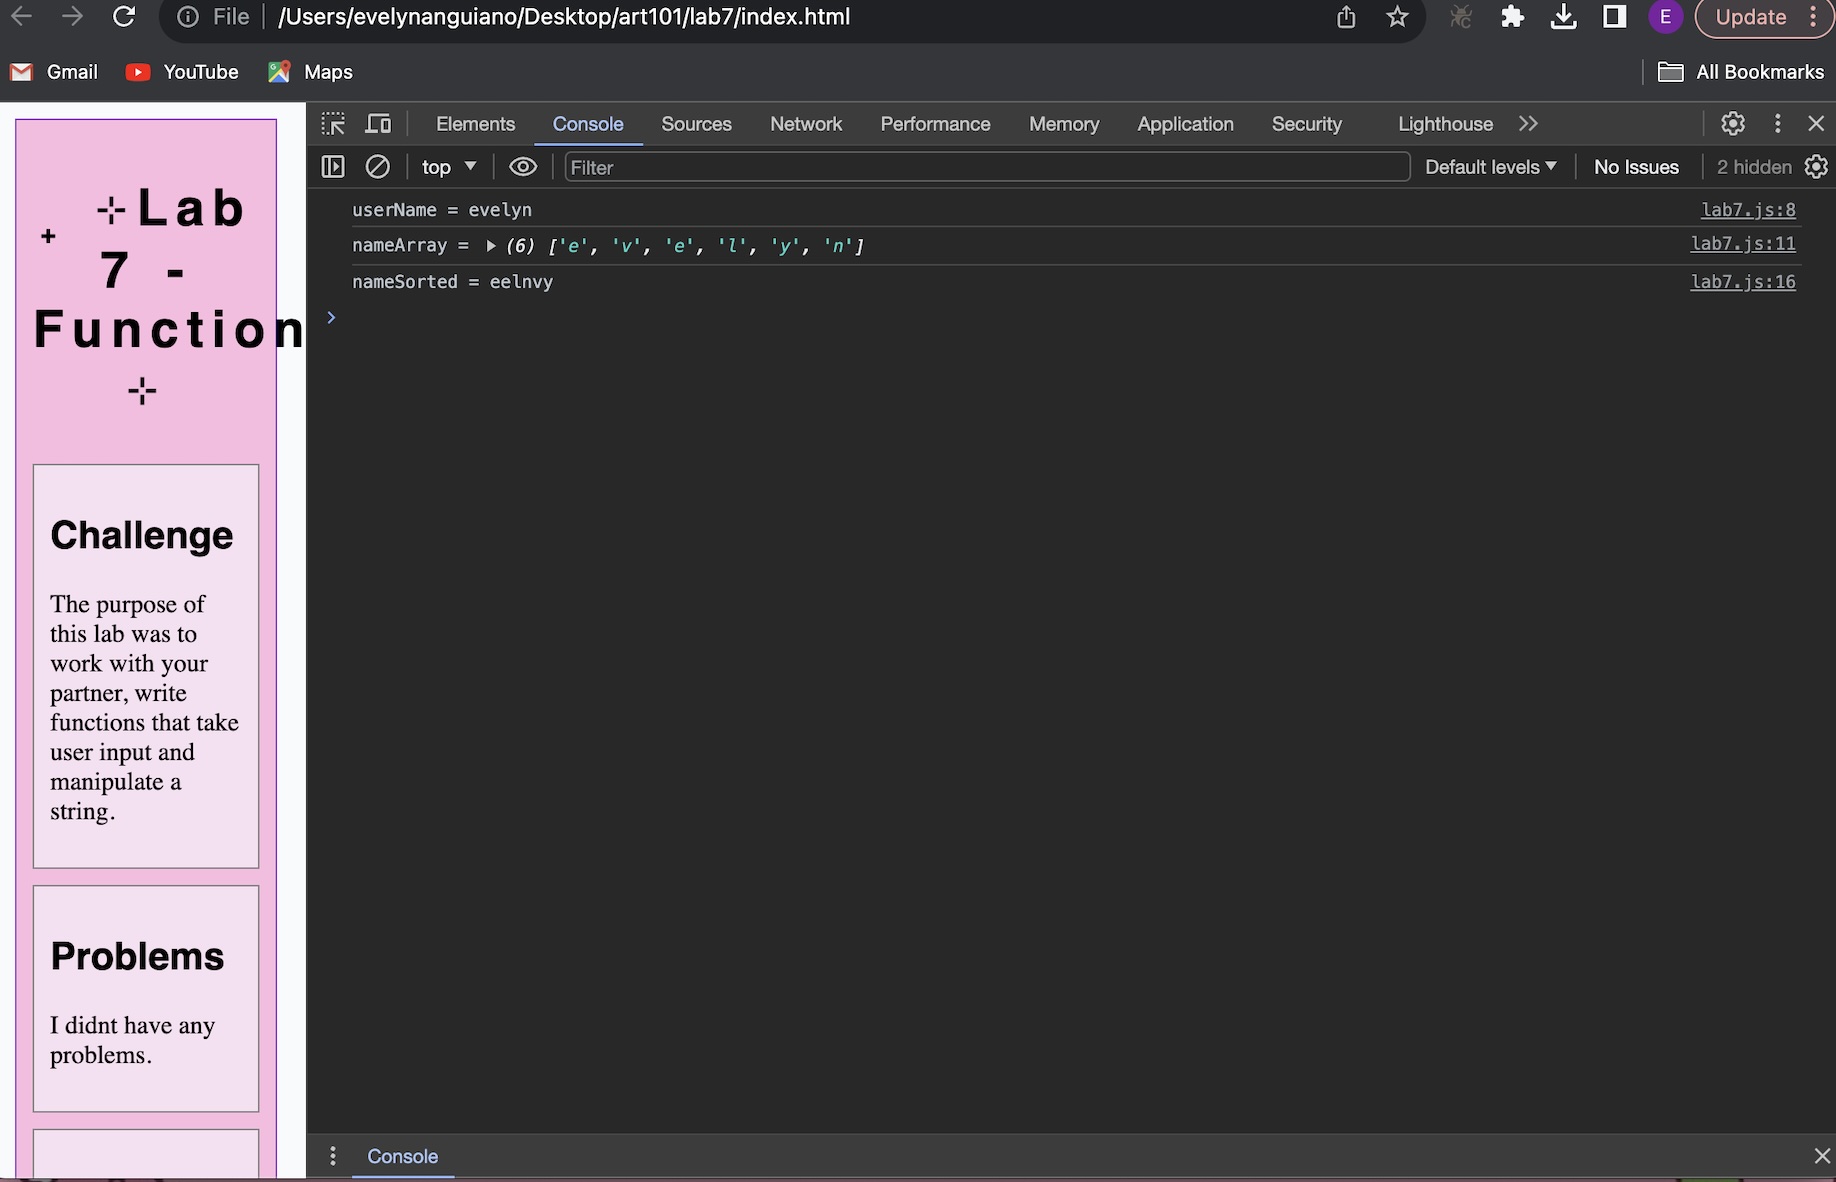 File /Users/evelynanguiano/Desktop/art101/lab7/index.html E Update
Gmail YouTube Maps All Bookmarks
Elements Console Sources Network Performance Memory Application Security Lighthouse
top Filter Default levels No Issues 2 hidden
userName = evelyn lab7.js:8
nameArray = (6) ['e', 'v', 'e', 'l', 'y', 'n'] lab7.js:11
nameSorted = eelnvy lab7.js:16
Lab
7 -
Function
Challenge
The purpose of
this lab was to
work with your
partner, write
functions that take
user input and
manipulate a
string.
Problems
I didnt have any
problems.
Console